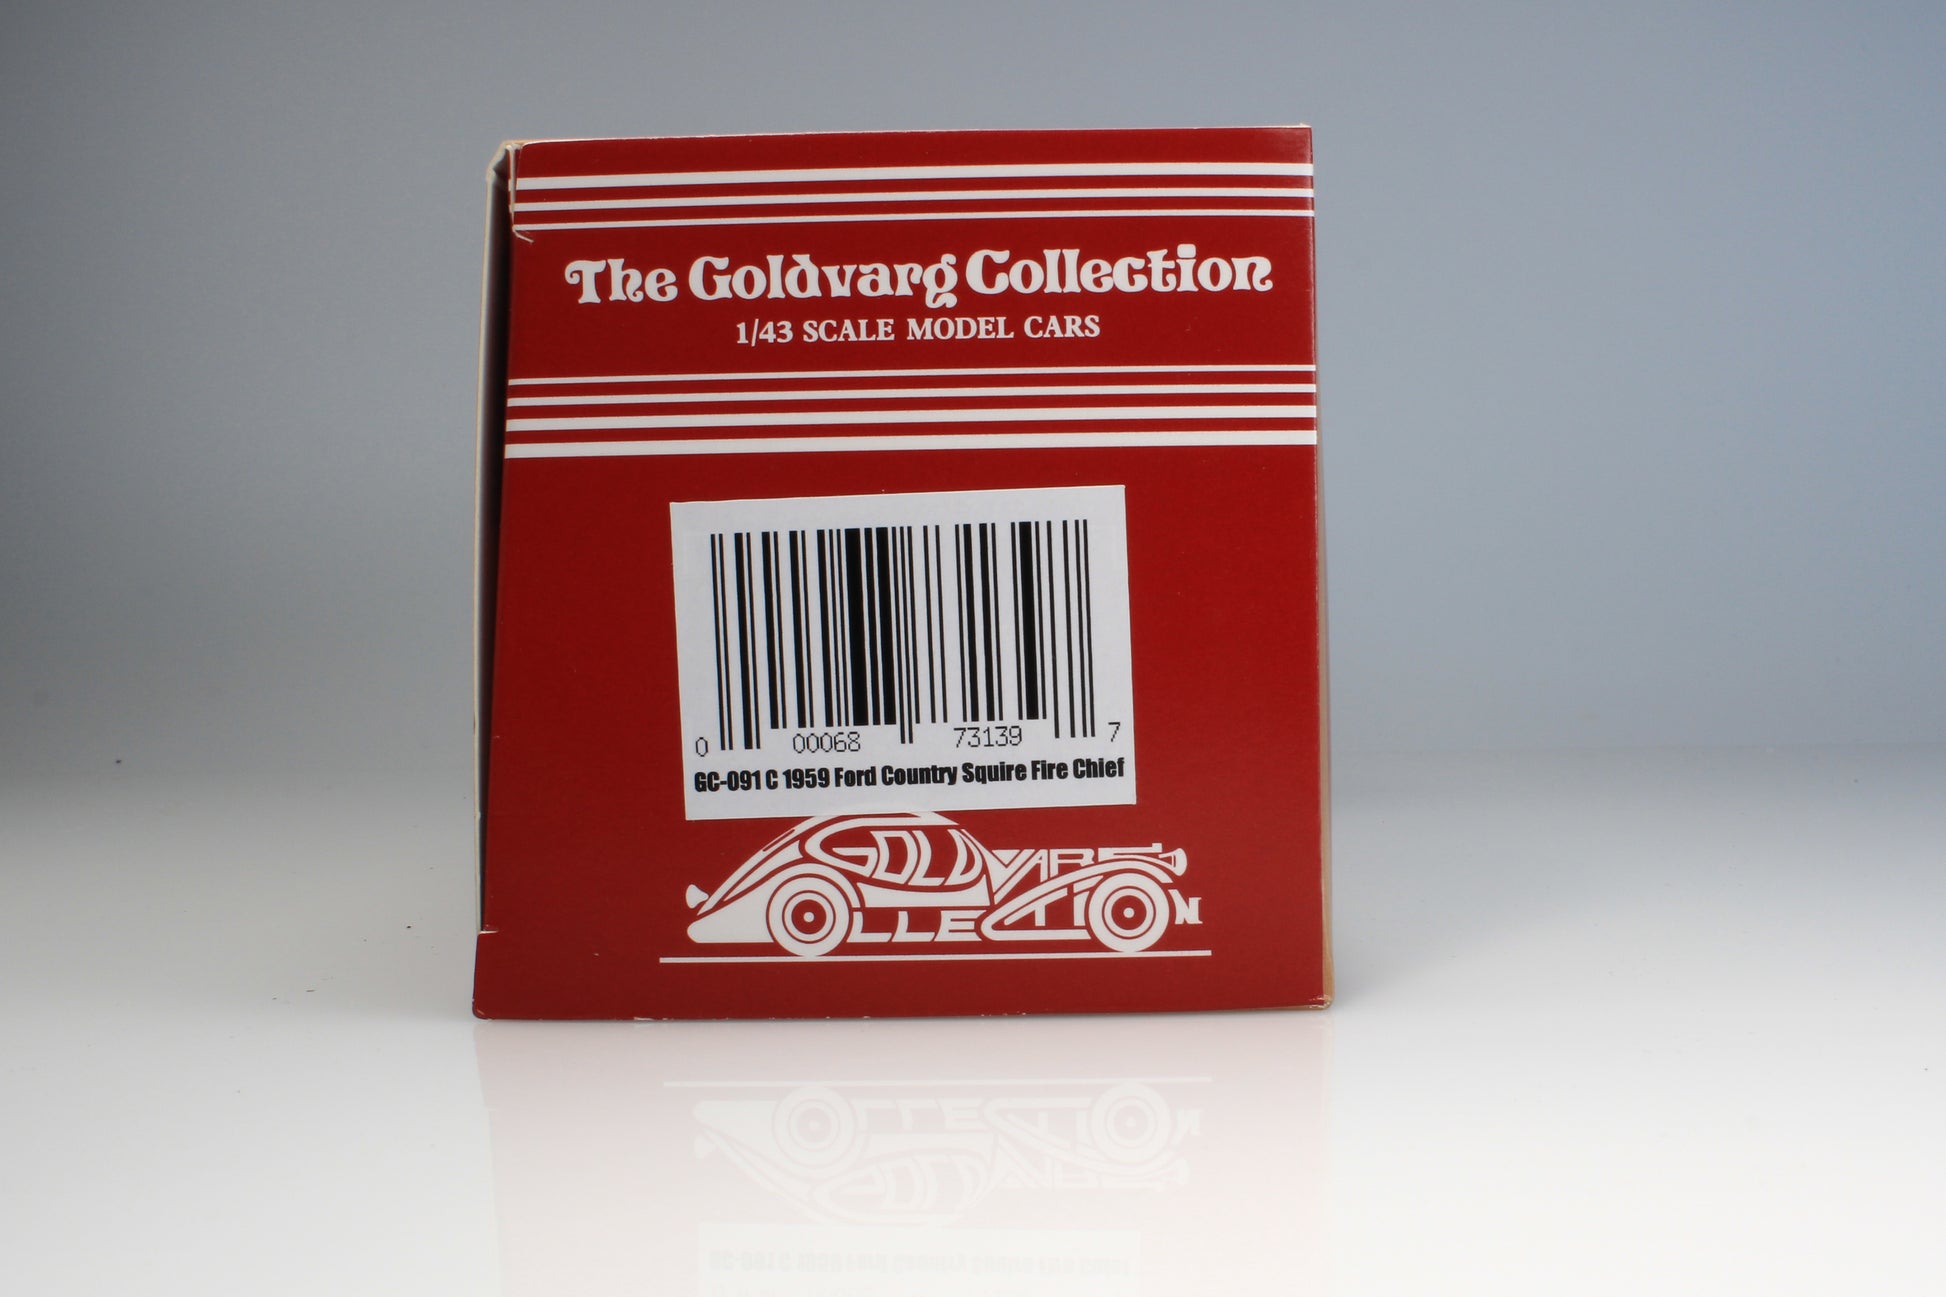 The Goldvarg Collection
1/43 SCALE MODEL CARS
0 00068 73139 7
GC-091 C 1959 Ford Country Squire Fire Chief
GOLDVARG
COLLECTION